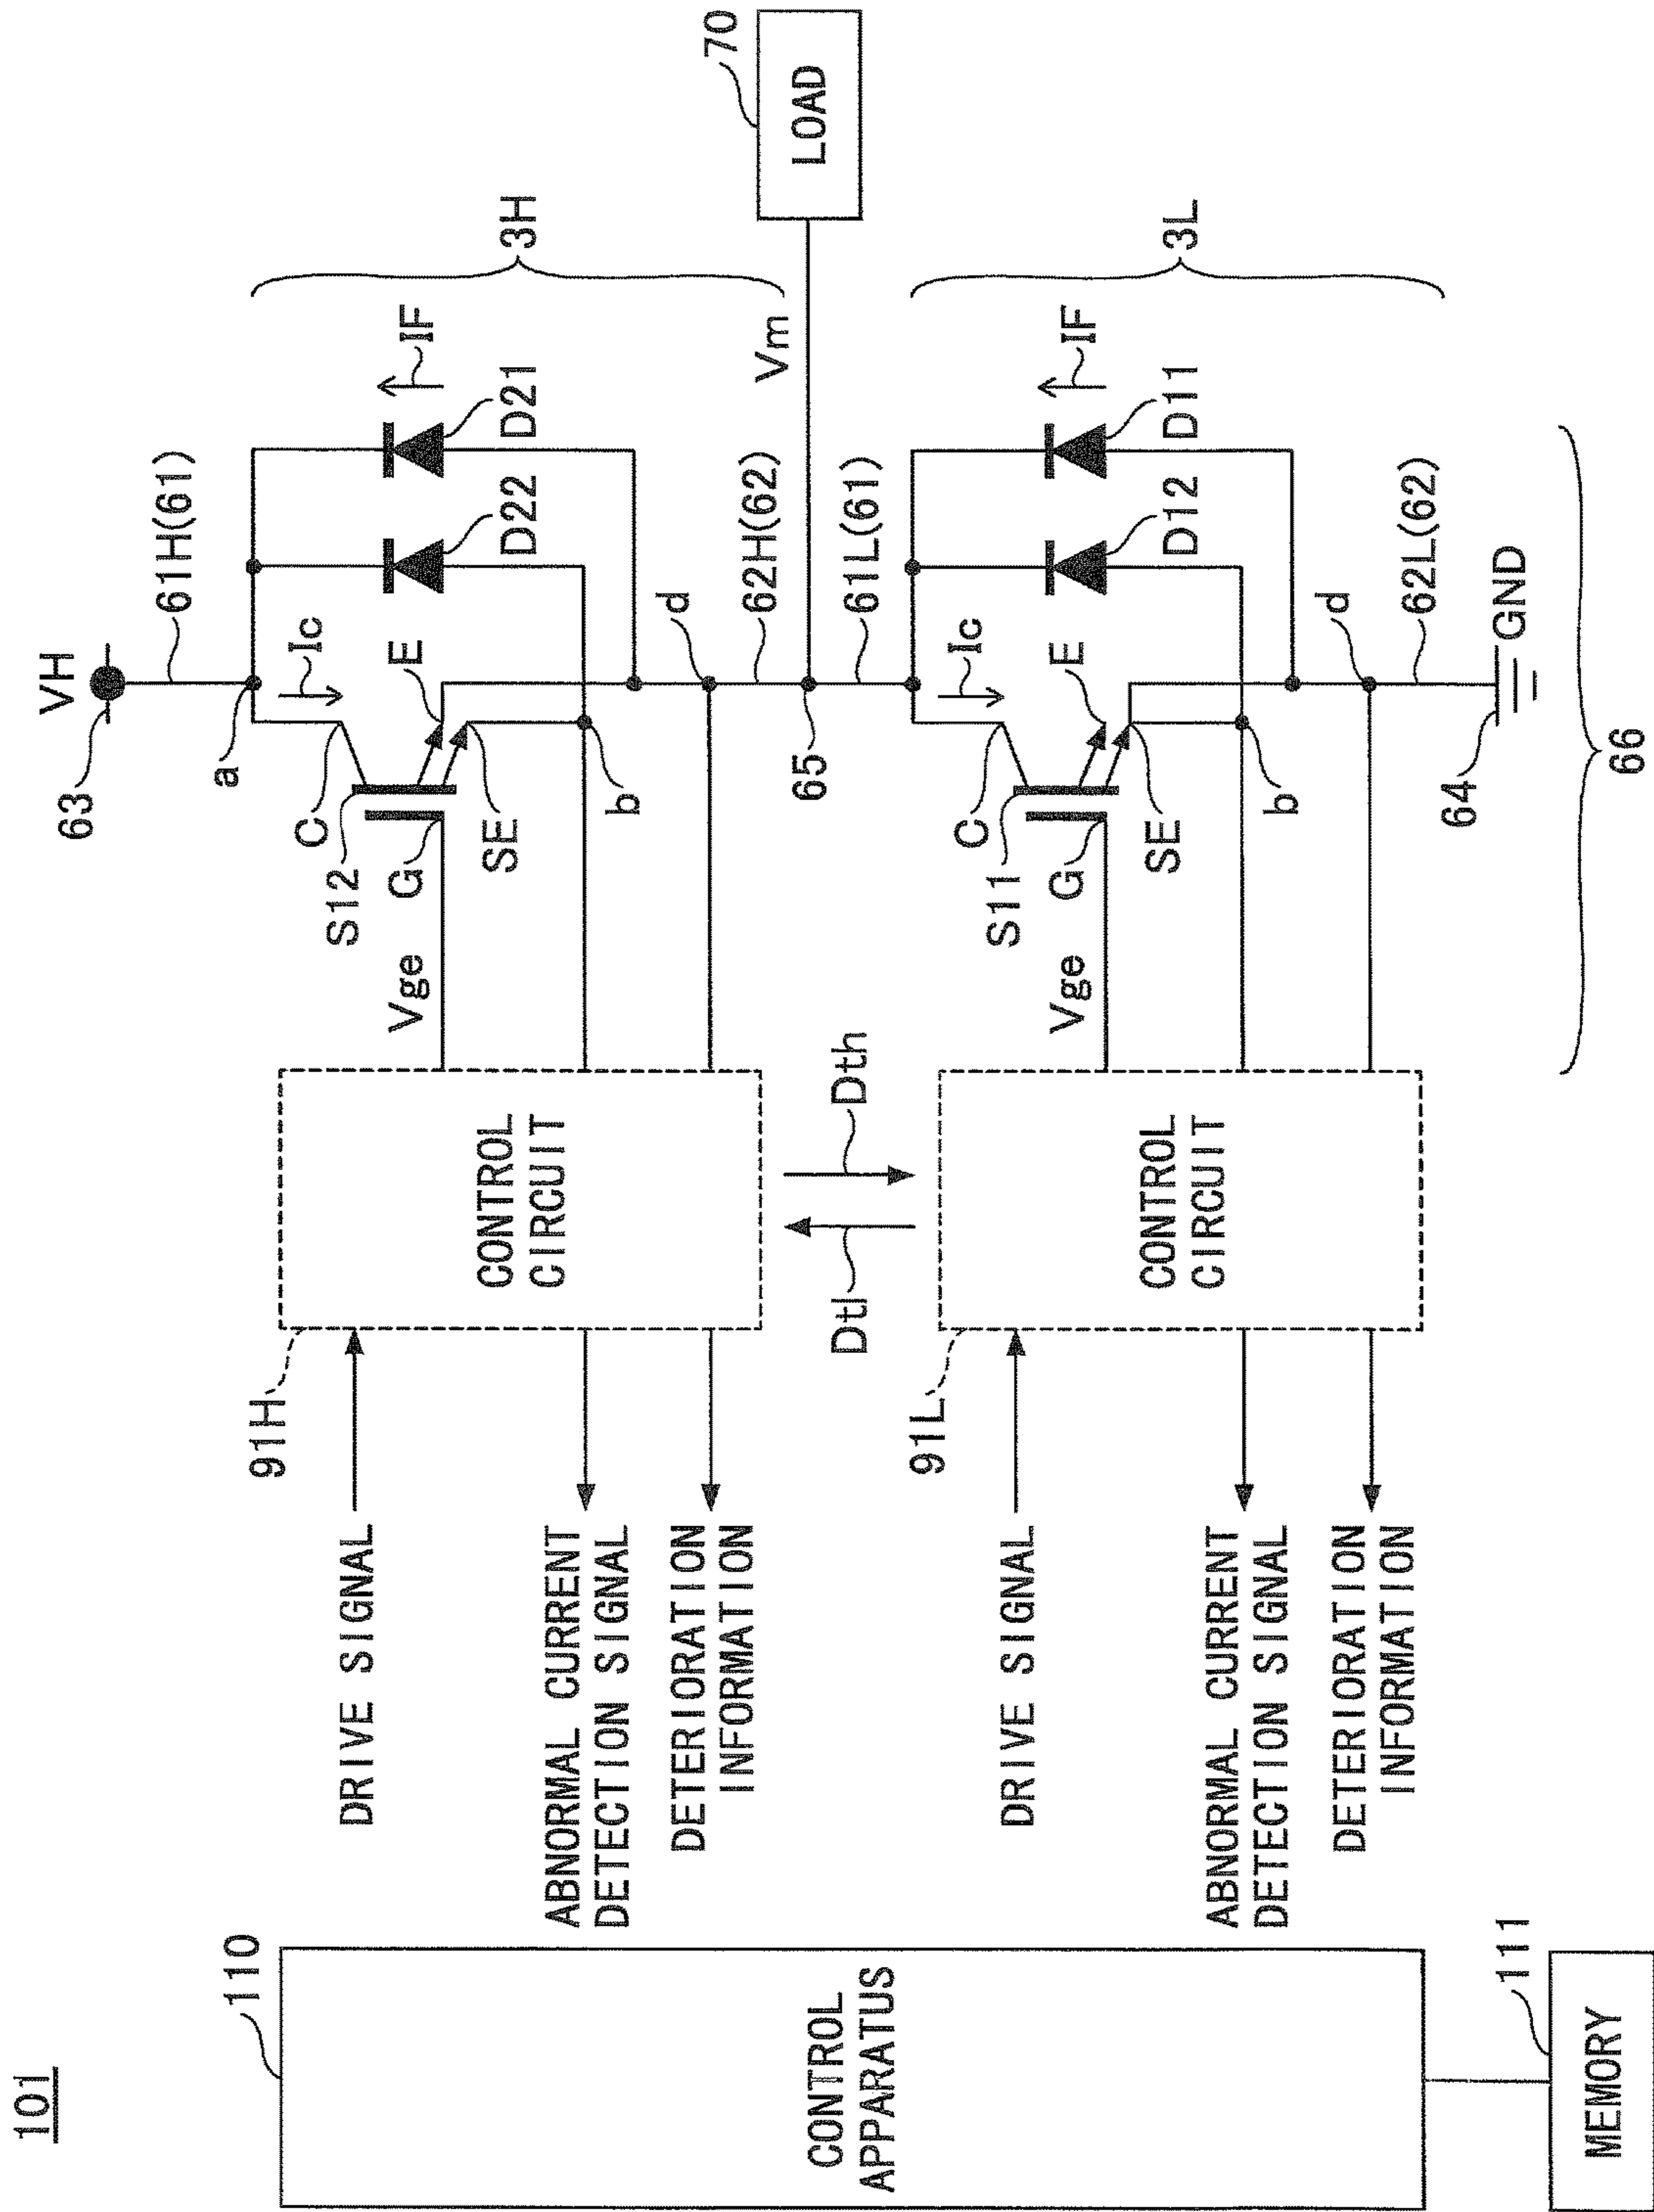 101
110
CONTROL
APPARATUS
111
MEMORY
DRIVE SIGNAL
ABNORMAL CURRENT
DETECTION SIGNAL
DETERIORATION
INFORMATION
91H
CONTROL
CIRCUIT
Dtl
Dth
DRIVE SIGNAL
ABNORMAL CURRENT
DETECTION SIGNAL
DETERIORATION
INFORMATION
91L
CONTROL
CIRCUIT
63
VH
61H(61)
a
Ic
C
S12
G
Vge
E
SE
b
D22
D21
IF
3H
d
62H(62)
65
Vm
70
LOAD
61L(61)
Ic
C
S11
G
Vge
E
SE
b
D12
D11
IF
3L
d
62L(62)
64
GND
66